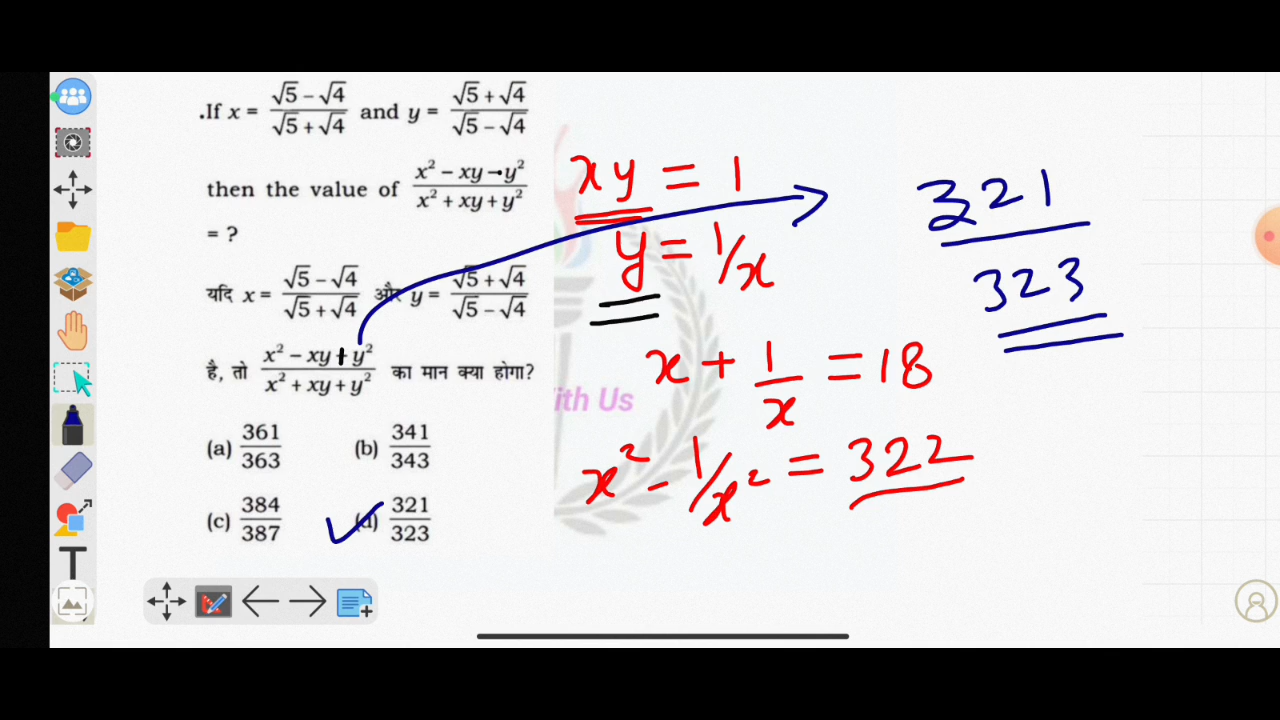 .If x = √5 – √4 / √5 + √4 and y = √5 + √4 / √5 – √4
then the value of x² – xy – y² / x² + xy + y²
= ?
यदि x = √5 – √4 / √5 + √4 और y = √5 + √4 / √5 – √4
है, तो x² – xy + y² / x² + xy + y² का मान क्या होगा?
(a) 361/363 (b) 341/343
(c) 384/387 (d) 321/323
xy = 1
y = 1/x
x + 1/x = 18
x² - 1/x² = 322
321/323
ith Us
T